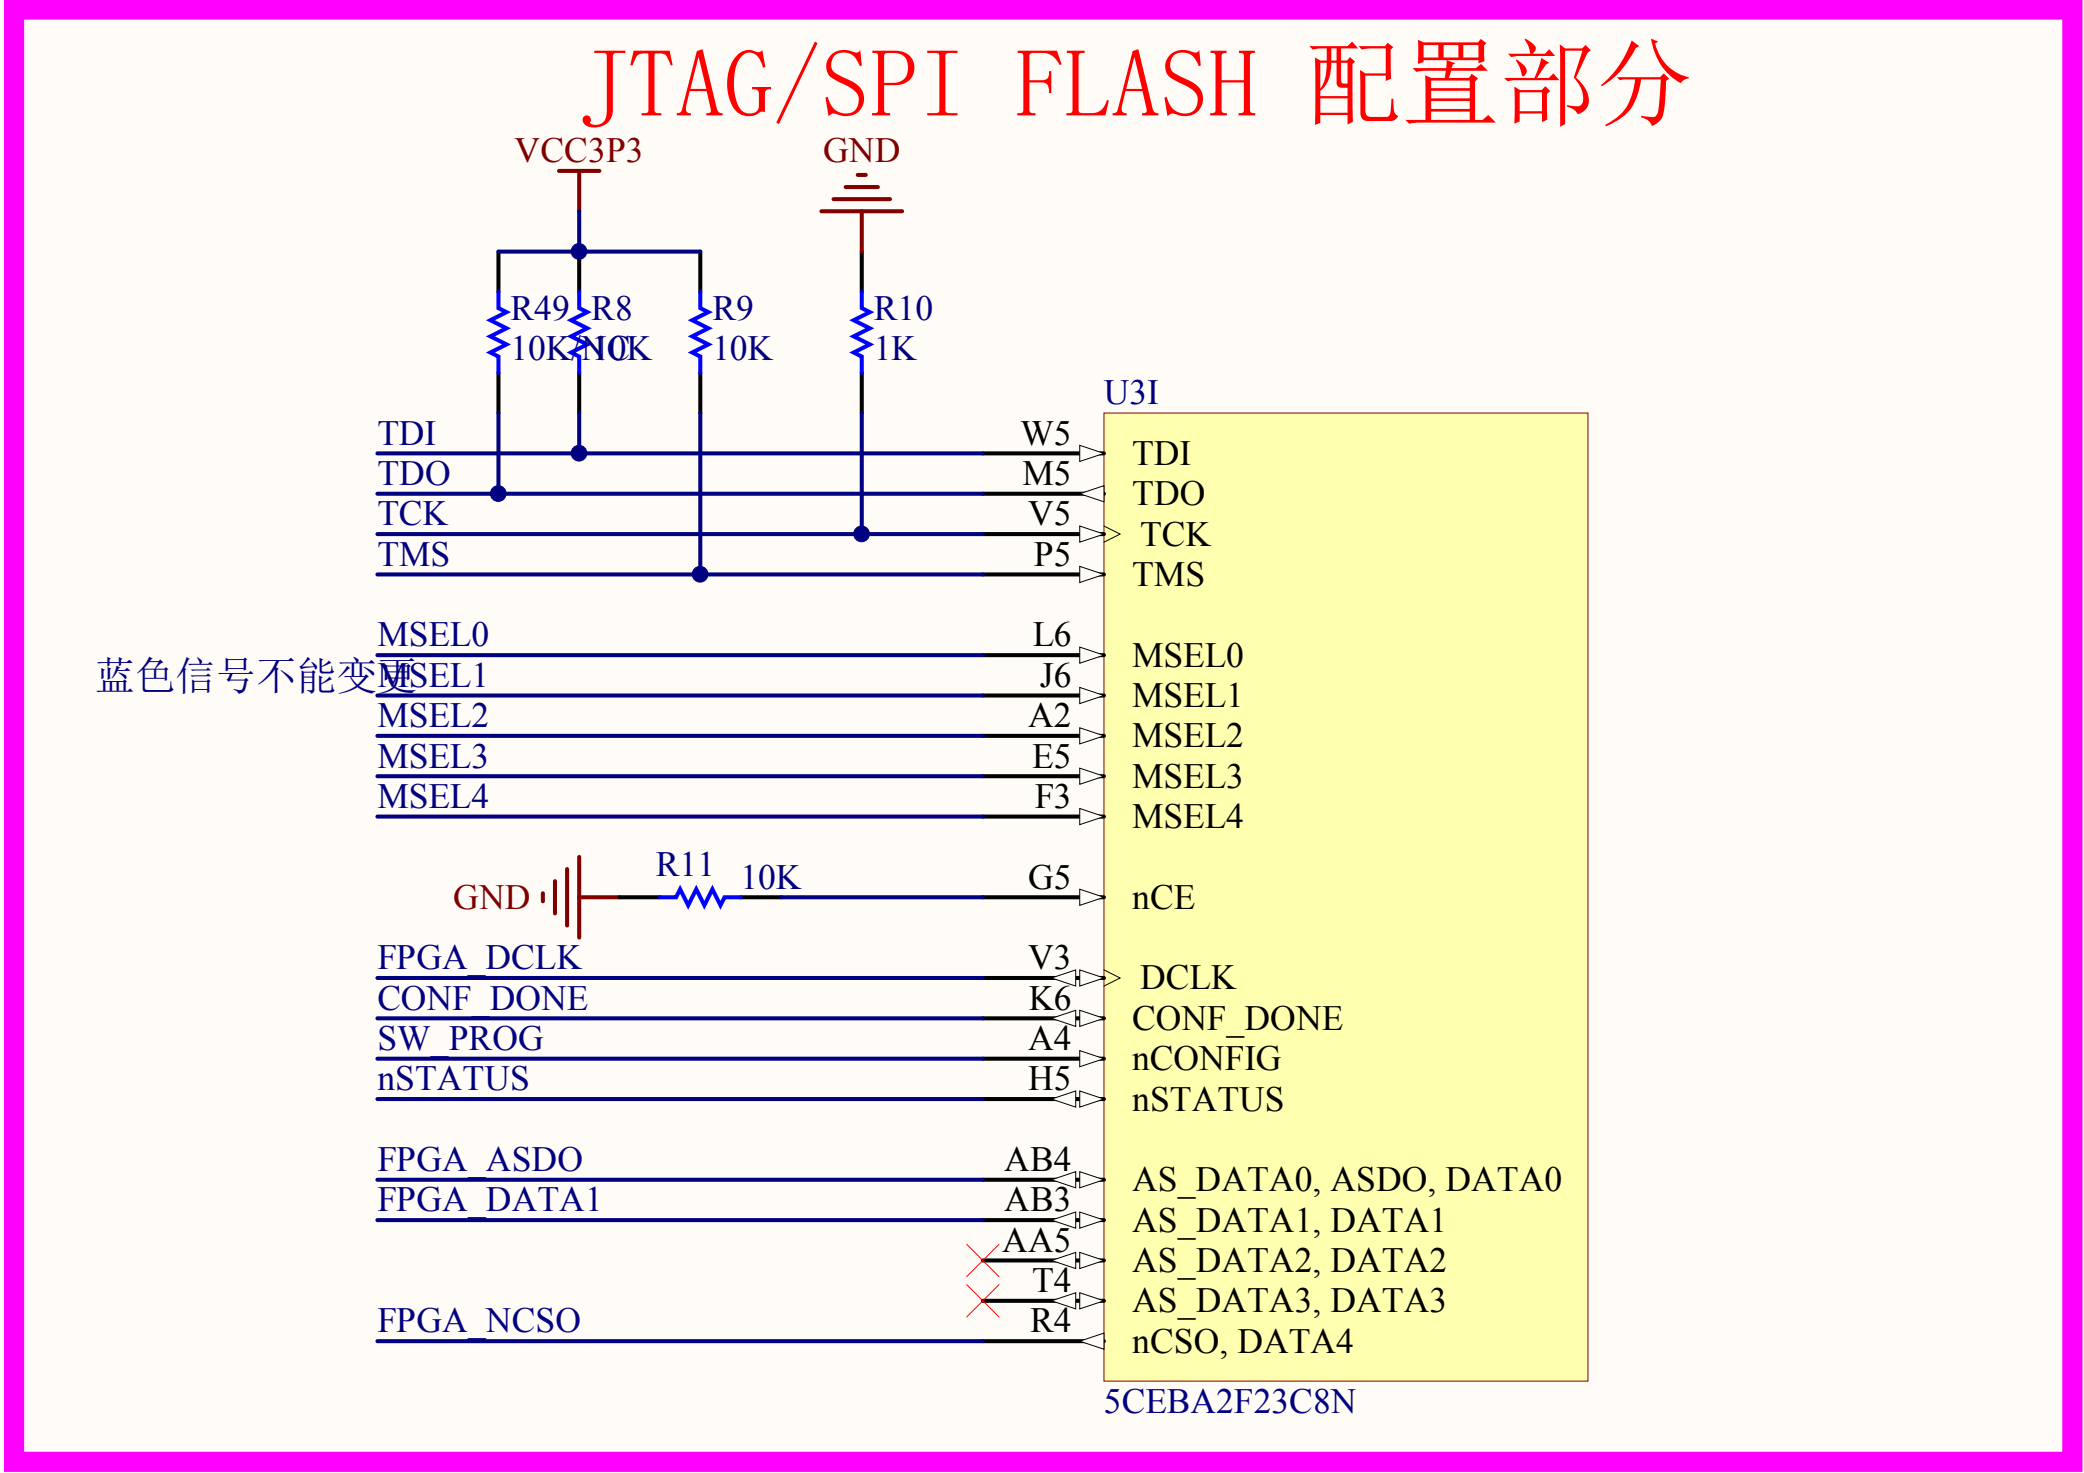 JTAG/SPI FLASH 配置部分
VCC3P3
GND
R49
R8
R9
R10
10K/NC
10K
10K
1K
U3I
TDI
W5
TDI
TDO
M5
TDO
TCK
V5
TCK
TMS
P5
TMS
MSEL0
L6
MSEL0
蓝色信号不能变更
MSEL1
J6
MSEL1
MSEL2
A2
MSEL2
MSEL3
E5
MSEL3
MSEL4
F3
MSEL4
GND
R11
10K
G5
nCE
FPGA_DCLK
V3
DCLK
CONF_DONE
K6
CONF_DONE
SW_PROG
A4
nCONFIG
nSTATUS
H5
nSTATUS
FPGA_ASDO
AB4
AS_DATA0, ASDO, DATA0
FPGA_DATA1
AB3
AS_DATA1, DATA1
AA5
AS_DATA2, DATA2
T4
AS_DATA3, DATA3
FPGA_NCSO
R4
nCSO, DATA4
5CEBA2F23C8N